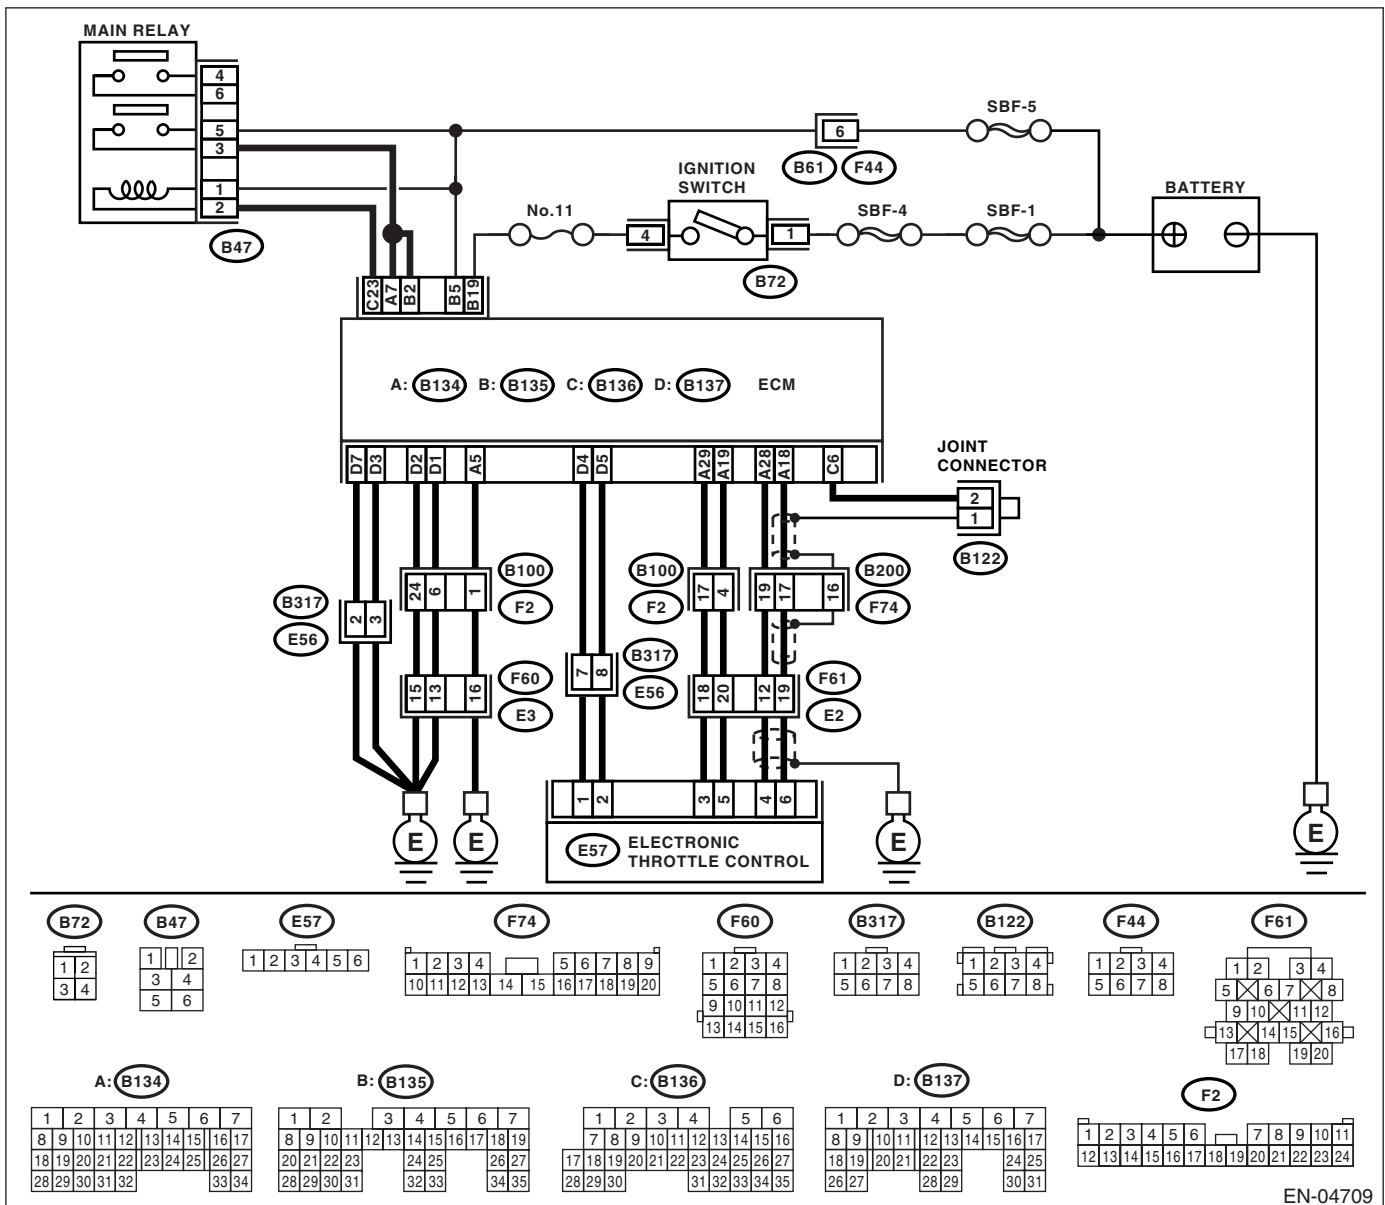 MAIN RELAY
4
6
5
3
1
2
B47
SBF-5
6
B61 F44
IGNITION
SWITCH
No.11
4
1
B72
SBF-4
SBF-1
BATTERY
C23 A7 B2 B5 B19
A: B134 B: B135 C: B136 D: B137 ECM
D7 D3 D2 D1 A5 D4 D5 A29 A19 A28 A18 C6
JOINT
CONNECTOR
2
1
B122
B317
E56
2 3
24 6 1
B100
F2
B100
F2
17 4
19 17 16
B200
F74
7 8
B317
E56
15 13 16
F60
E3
18 20 12 19
F61
E2
1 2 3 5 4 6
E57
ELECTRONIC
THROTTLE CONTROL
E E E E
B72 B47 E57 F74 F60 B317 B122 F44 F61
1 2
3 4
1 2
3 4
5 6
1 2 3 4 5 6
1 2 3 4 5 6 7 8 9
10 11 12 13 14 15 16 17 18 19 20
1 2 3 4
5 6 7 8
9 10 11 12
13 14 15 16
1 2 3 4
5 6 7 8
1 2 3 4
5 6 7 8
1 2 3 4
5 6 7 8
1 2 3 4
5 6 7 8
9 10 11 12
13 14 15 16
17 18 19 20
A: B134
1 2 3 4 5 6 7
8 9 10 11 12 13 14 15 16 17
18 19 20 21 22 23 24 25 26 27
28 29 30 31 32 33 34
B: B135
1 2 3 4 5 6 7
8 9 10 11 12 13 14 15 16 17 18 19
20 21 22 23 24 25 26 27
28 29 30 31 32 33 34 35
C: B136
1 2 3 4 5 6
7 8 9 10 11 12 13 14 15 16
17 18 19 20 21 22 23 24 25 26 27
28 29 30 31 32 33 34 35
D: B137
1 2 3 4 5 6 7
8 9 10 11 12 13 14 15 16 17
18 19 20 21 22 23 24 25
26 27 28 29 30 31
F2
1 2 3 4 5 6 7 8 9 10 11
12 13 14 15 16 17 18 19 20 21 22 23 24
EN-04709